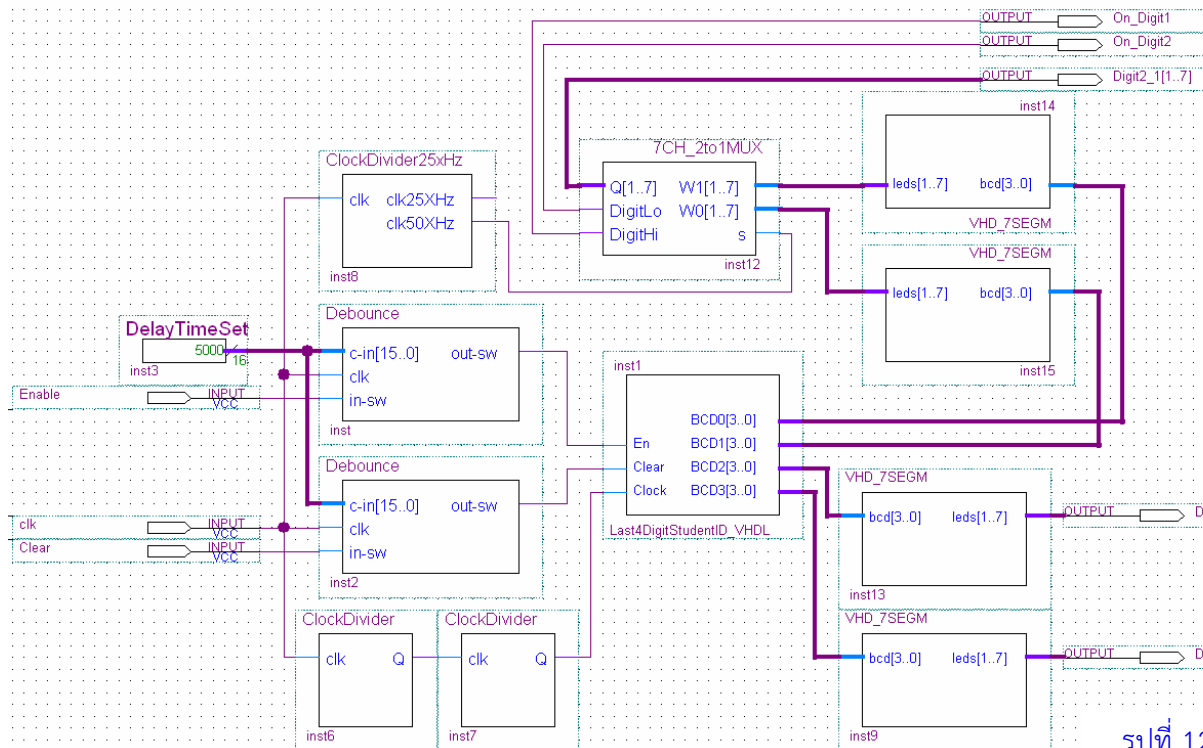 OUTPUT On_Digit1
OUTPUT On_Digit2
OUTPUT Digit2_1[1..7]
inst14
leds[1..7] bcd[3..0]
VHD_7SEGM
7CH_2to1MUX
Q[1..7] W1[1..7]
DigitLo W0[1..7]
DigitHi s
inst12
ClockDivider25xHz
clk clk25XHz
clk50XHz
inst8
VHD_7SEGM
leds[1..7] bcd[3..0]
inst15
DelayTimeSet
5000
16
inst3
Debounce
c-in[15..0] out-sw
clk
in-sw
inst
Enable INPUT
VCC
inst1
BCD0[3..0]
En BCD1[3..0]
Clear BCD2[3..0]
Clock BCD3[3..0]
Last4DigitStudentID_VHDL
Debounce
c-in[15..0] out-sw
clk
in-sw
inst2
clk INPUT
VCC
Clear INPUT
VCC
VHD_7SEGM
bcd[3..0] leds[1..7]
inst13
OUTPUT D
ClockDivider
clk Q
inst6
ClockDivider
clk Q
inst7
VHD_7SEGM
bcd[3..0] leds[1..7]
inst9
OUTPUT D
รูปที่